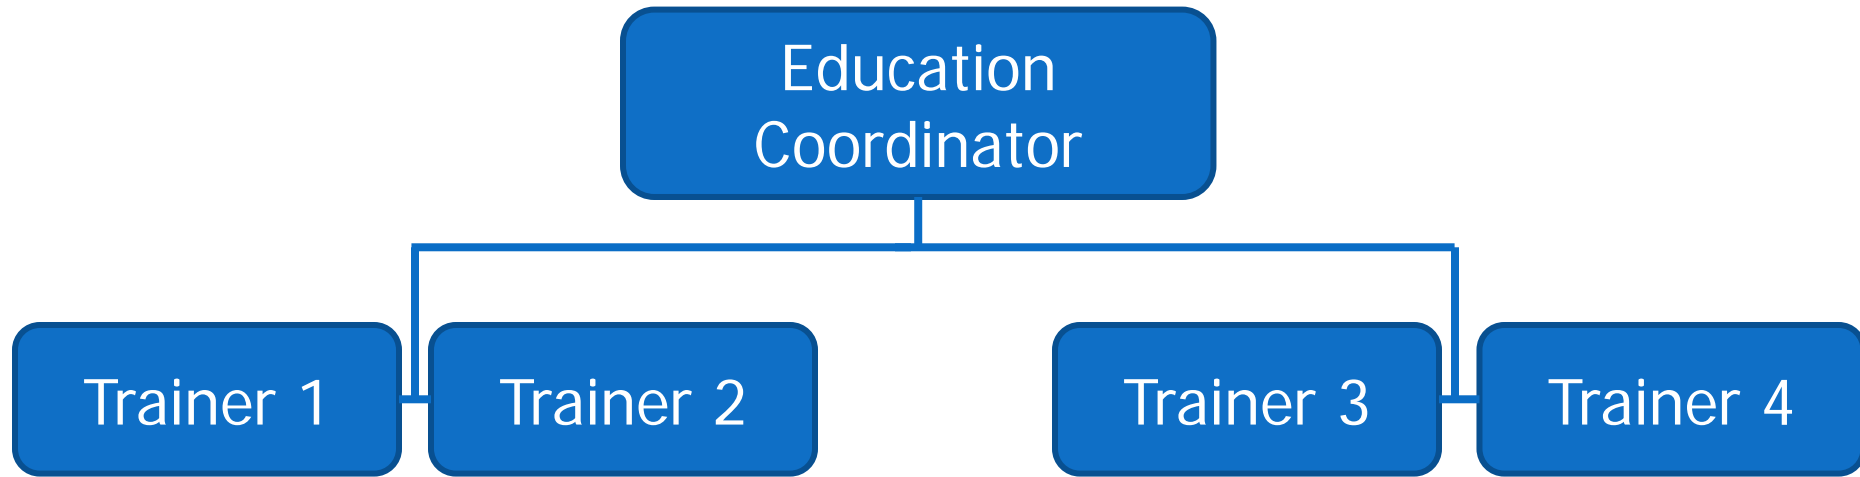 Education
Coordinator
Trainer 1
Trainer 2
Trainer 3
Trainer 4